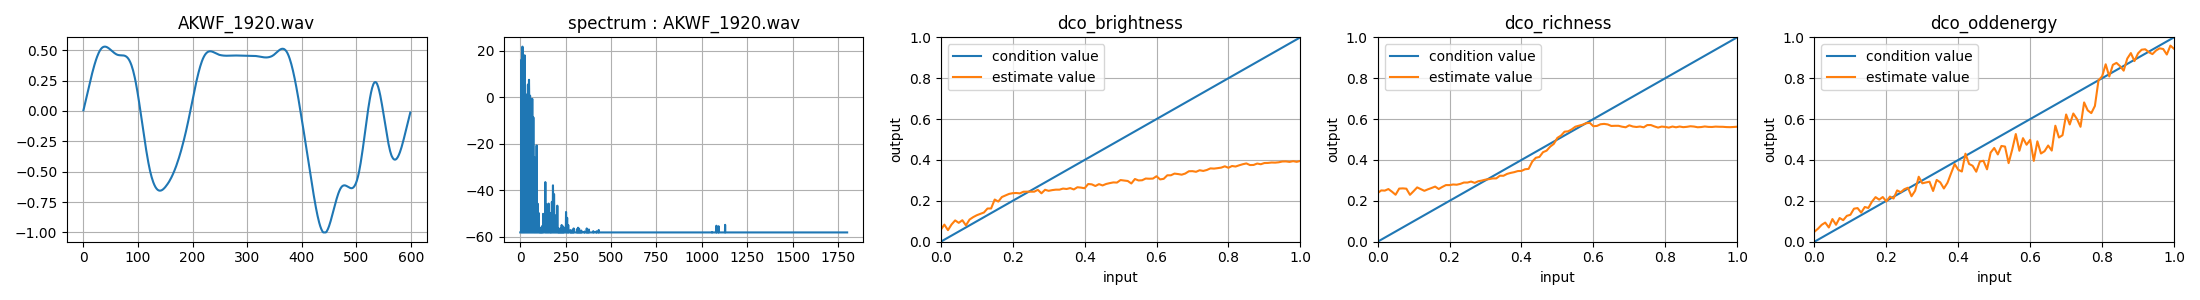 AKWF_1920.wav
0.50
0.25
0.00
−0.25
−0.50
−0.75
−1.00
0 100 200 300 400 500 600
spectrum : AKWF_1920.wav
20
0
−20
−40
−60
0 250 500 750 1000 1250 1500 1750
dco_brightness
condition value
estimate value
output
1.0
0.8
0.6
0.4
0.2
0.0
0.0 0.2 0.4 0.6 0.8 1.0
input
dco_richness
condition value
estimate value
output
1.0
0.8
0.6
0.4
0.2
0.0
0.0 0.2 0.4 0.6 0.8 1.0
input
dco_oddenergy
condition value
estimate value
output
1.0
0.8
0.6
0.4
0.2
0.0
0.0 0.2 0.4 0.6 0.8 1.0
input